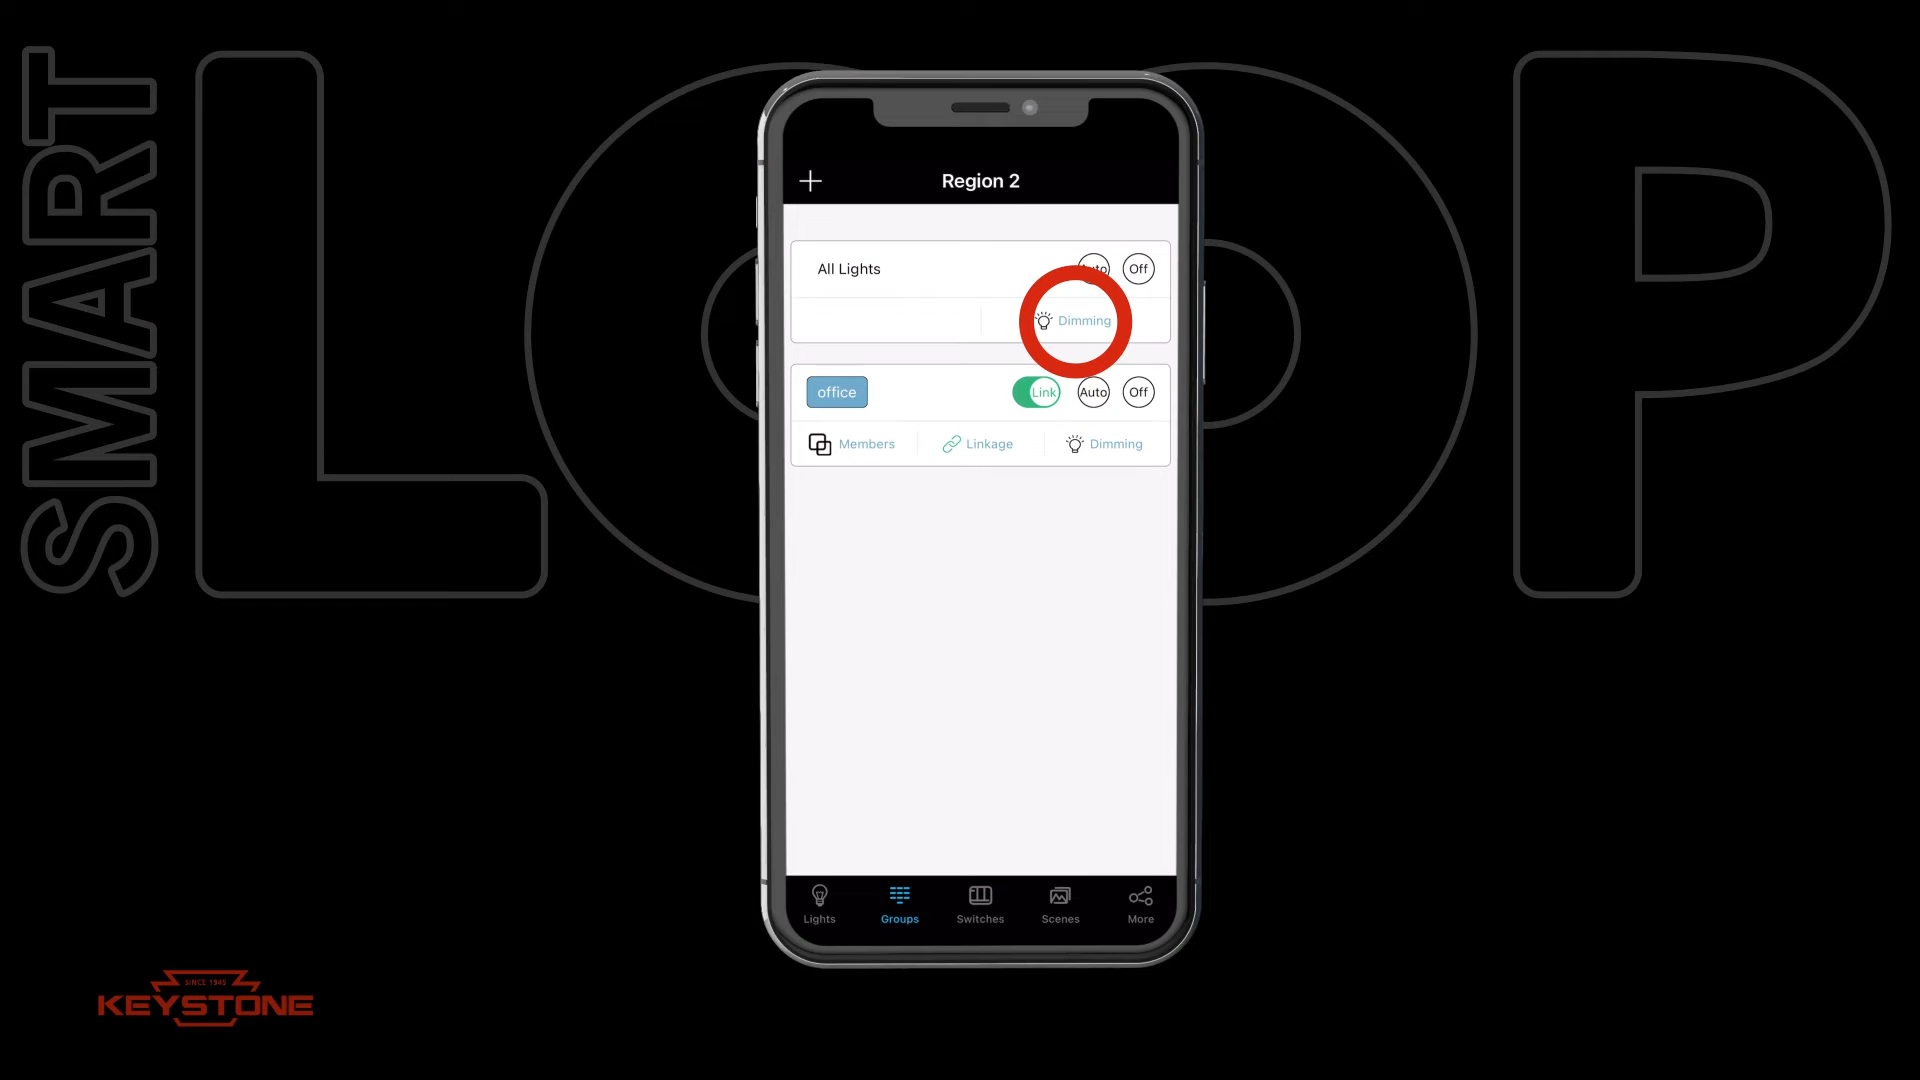 SMART
LOOP
Region 2
All Lights
Auto
Off
Dimming
office
Link
Auto
Off
Members
Linkage
Dimming
Lights
Groups
Switches
Scenes
More
SINCE 1945
KEYSTONE